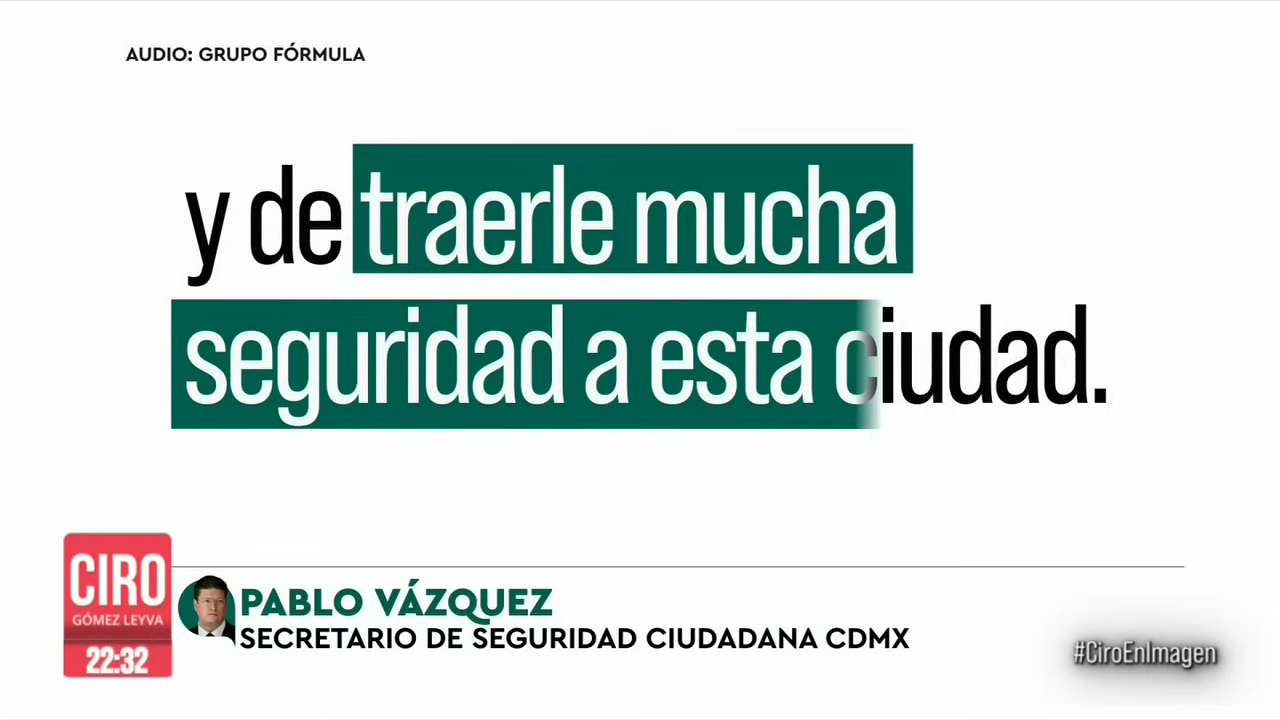 AUDIO: GRUPO FÓRMULA
y de traerle mucha
seguridad a esta ciudad.
CIRO
GÓMEZ LEYVA
22:32
PABLO VÁZQUEZ
SECRETARIO DE SEGURIDAD CIUDADANA CDMX
#CiroEnImagen